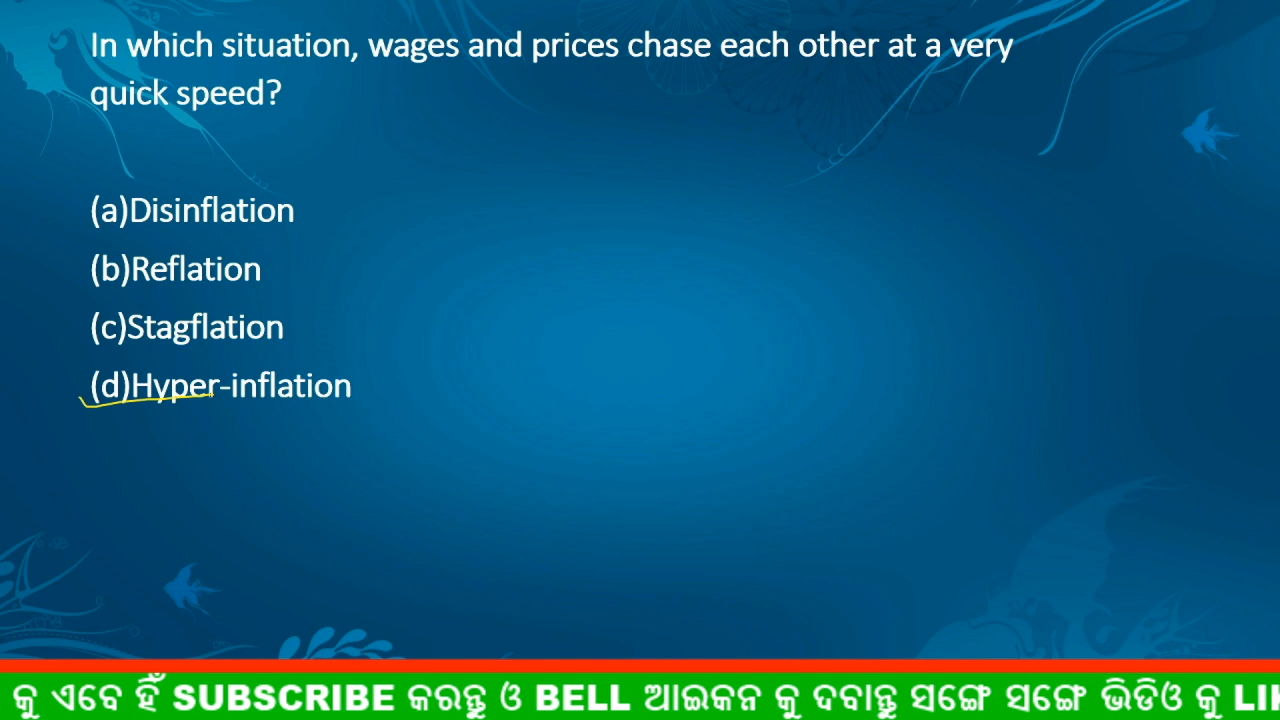 In which situation, wages and prices chase each other at a very
quick speed?
(a)Disinflation
(b)Reflation
(c)Stagflation
(d)Hyper-inflation
କୁ ଏବେ ହିଁ SUBSCRIBE କରନ୍ତୁ ଓ BELL ଆଇକନ କୁ ଦବାନ୍ତୁ ସଙ୍ଗେ ସଙ୍ଗେ ଭିଡିଓ କୁ